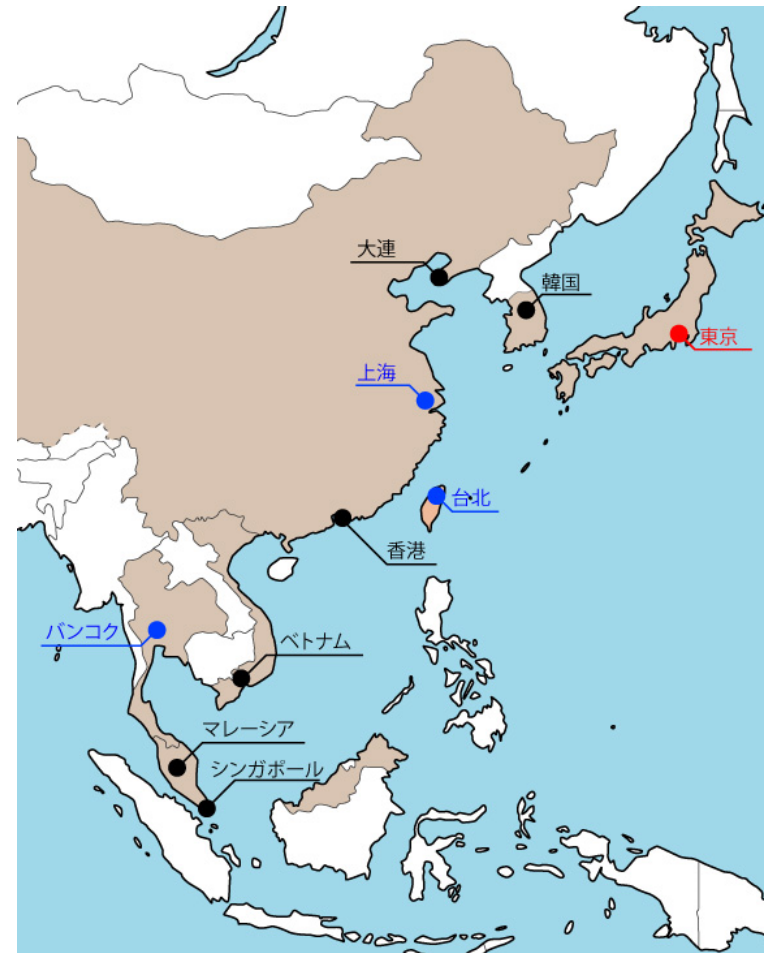 大連
韓国
東京
上海
台北
香港
バンコク
ベトナム
マレーシア
シンガポール